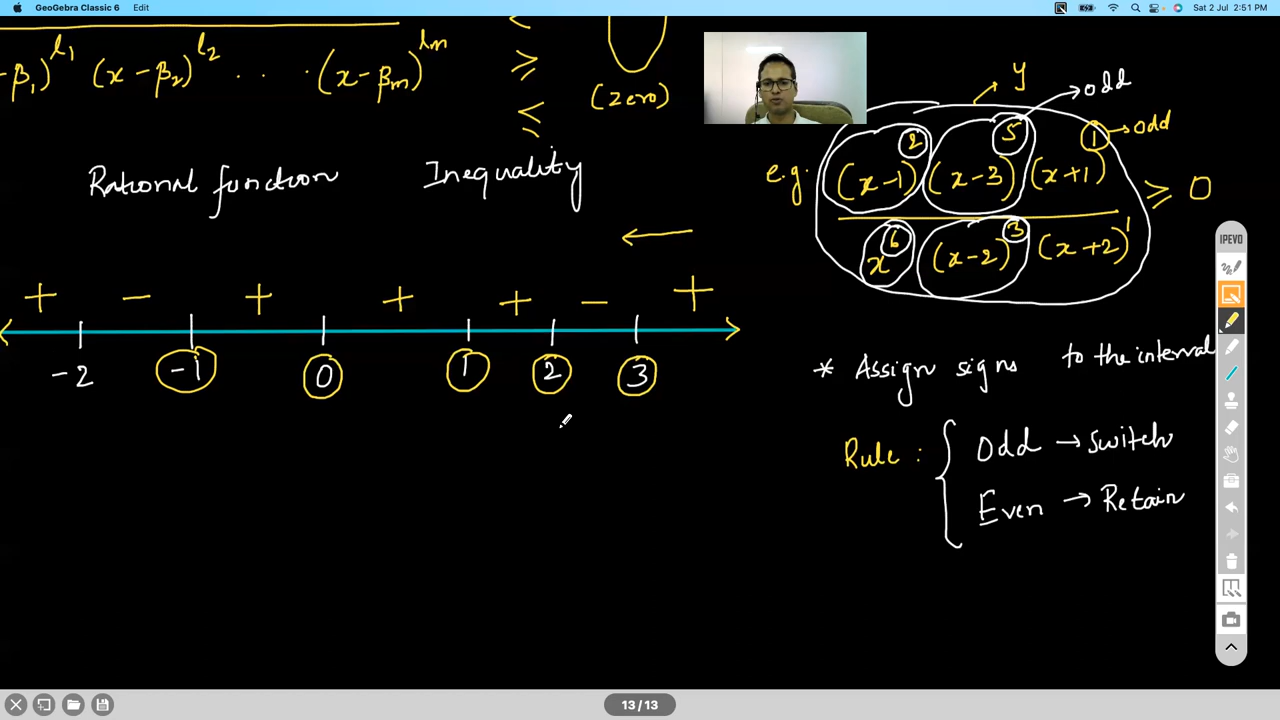 GeoGebra Classic 6 Edit
Sat 2 Jul 2:51 PM
-β₁)^l₁ (x-β₂)^l₂ . . . . (x-βₘ)^lm
<
≥
≤
(Zero)
Rational function Inequality
y
odd
odd
e.g. (x-1)² (x-3)⁵ (x+1)¹
x⁶ (x-2)³ (x+2)¹
≥ 0
+ - + + + - +
-2 -1 0 1 2 3
* Assign signs to the interval
Rule : { Odd → Switch
Even → Retain
IPEVO
13/13